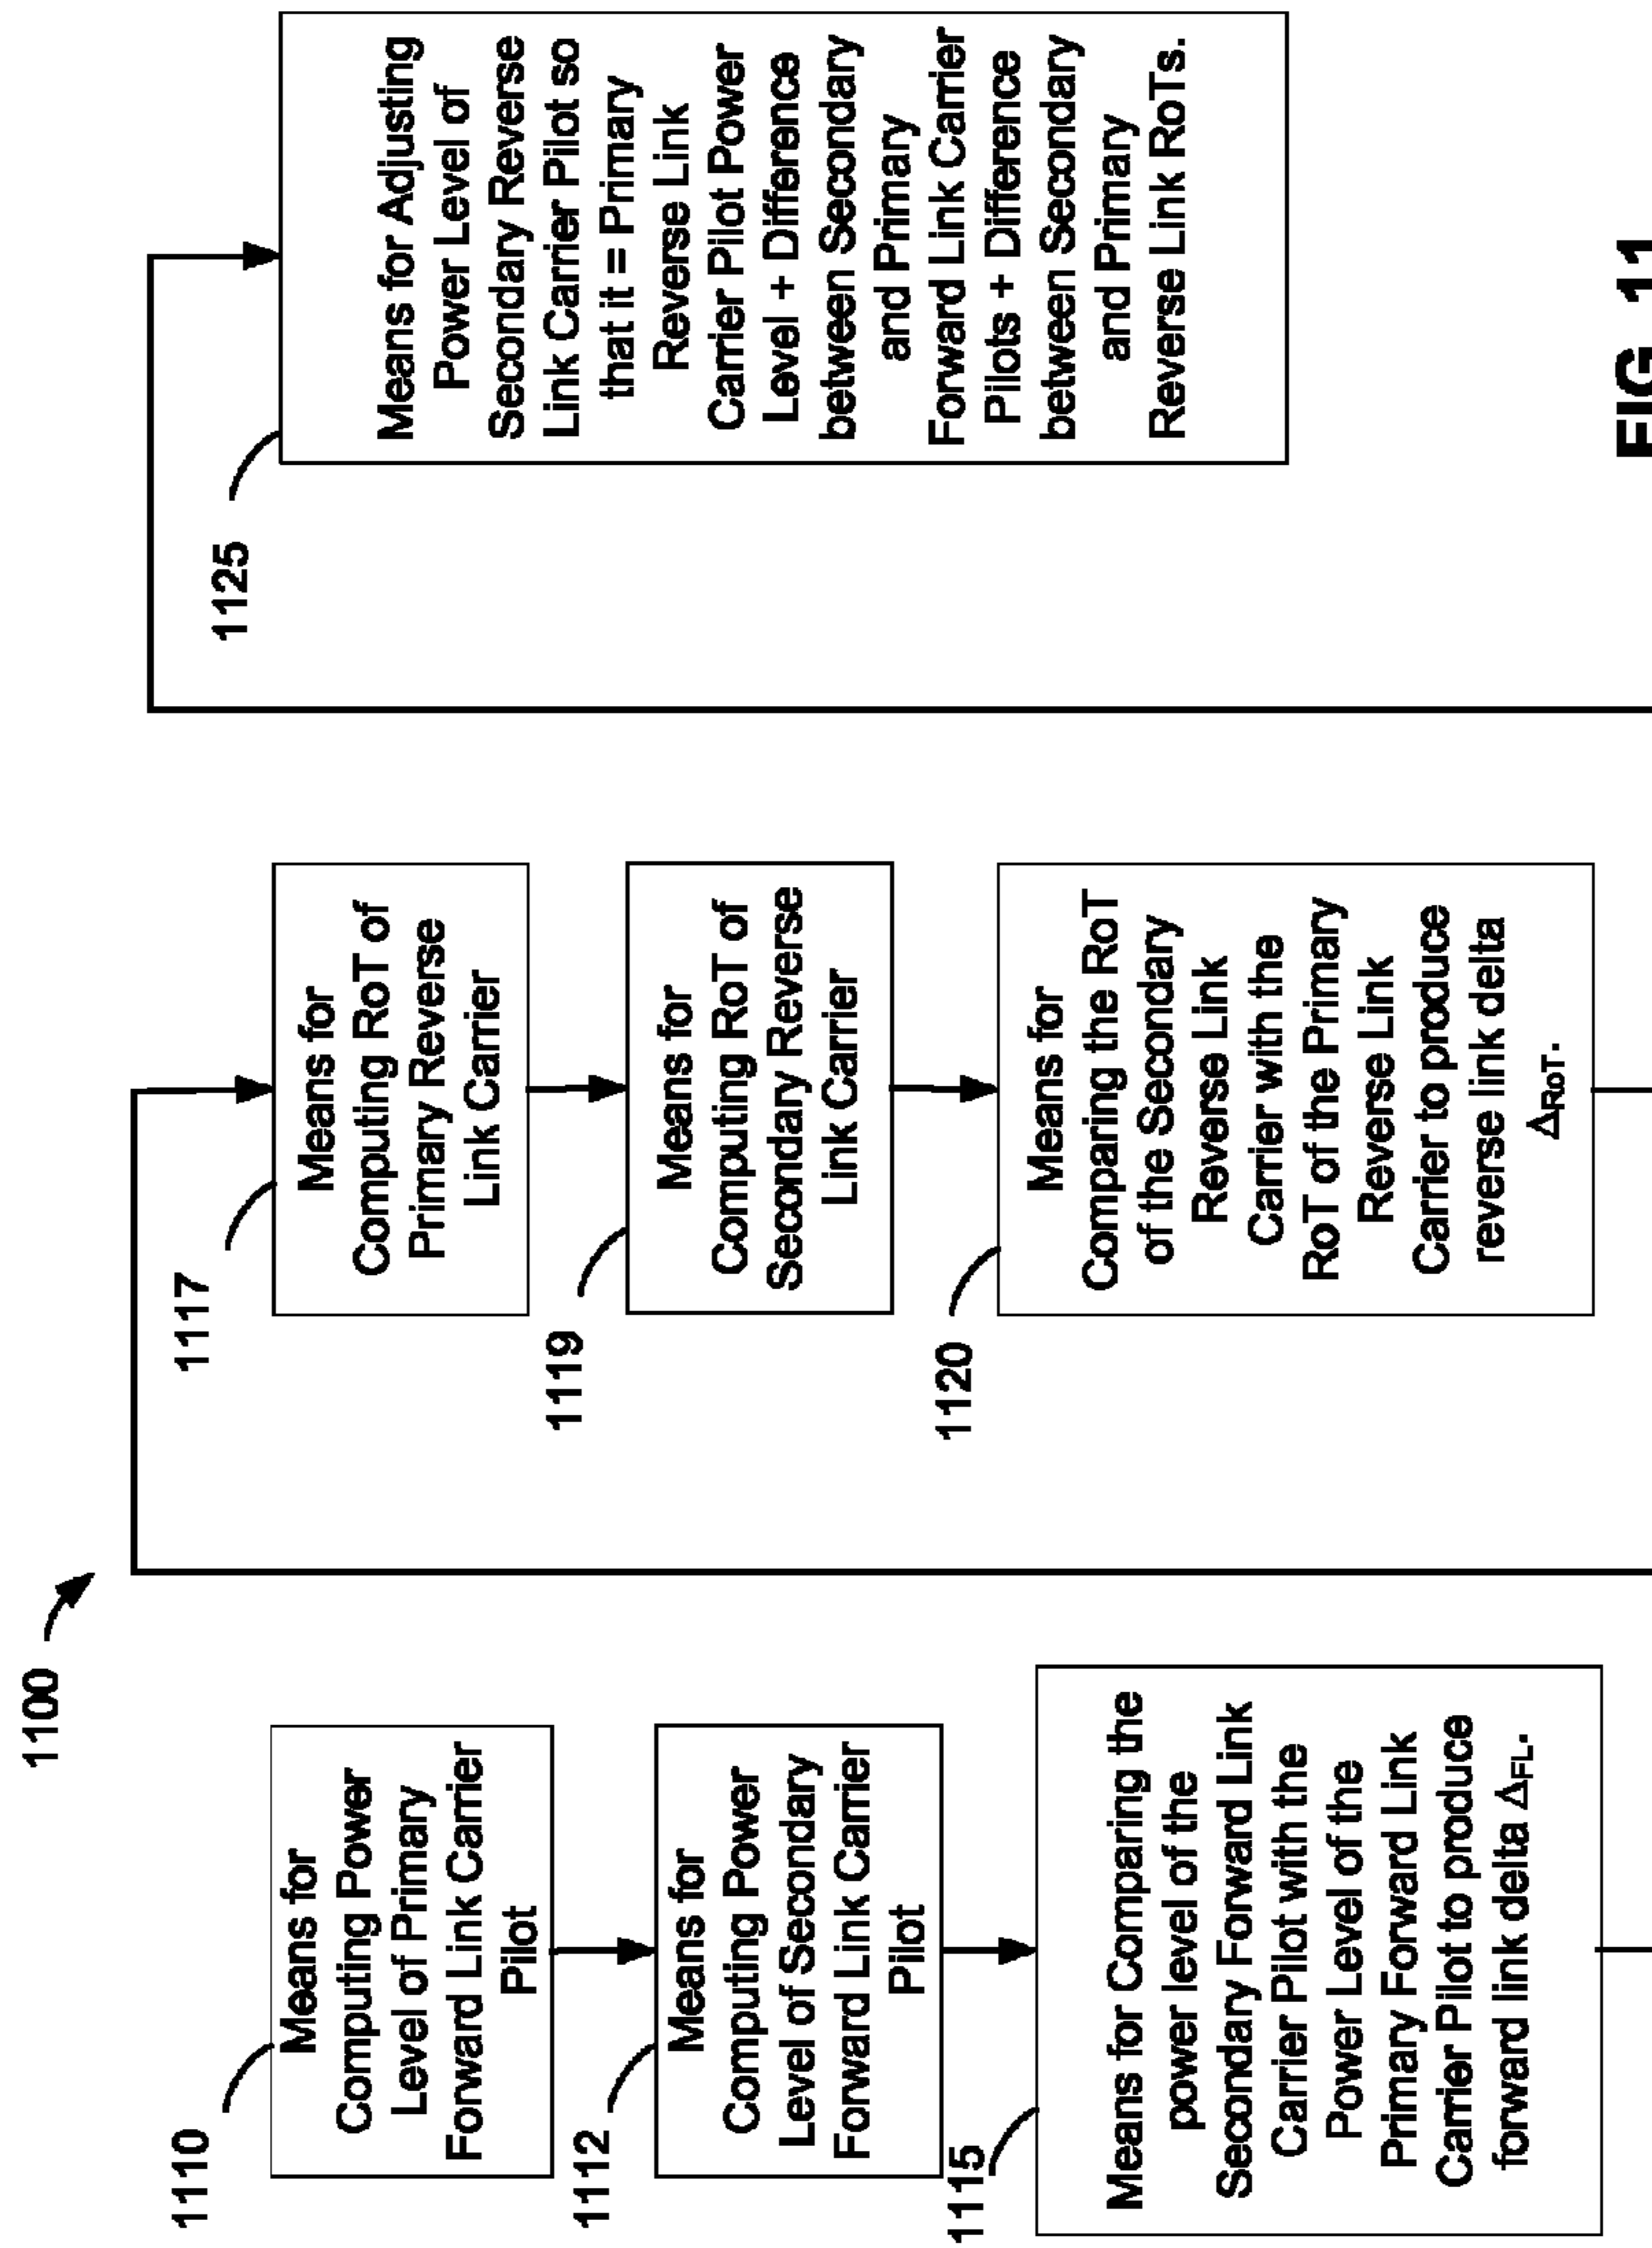 1100
1110
Means for
Computing Power
Level of Primary
Forward Link Carrier
Pilot
1112
Means for
Computing Power
Level of Secondary
Forward Link Carrier
Pilot
1115
Means for Comparing the
power level of the
Secondary Forward Link
Carrier Pilot with the
Power Level of the
Primary Forward Link
Carrier Pilot to produce
forward link delta ΔFL.
1117
Means for
Computing RoT of
Primary Reverse
Link Carrier
1119
Means for
Computing RoT of
Secondary Reverse
Link Carrier
1120
Means for
Comparing the RoT
of the Secondary
Reverse Link
Carrier with the
RoT of the Primary
Reverse Link
Carrier to produce
reverse link delta
ΔRoT.
1125
Means for Adjusting
Power Level of
Secondary Reverse
Link Carrier Pilot so
that it = Primary
Reverse Link
Carrier Pilot Power
Level + Difference
between Secondary
and Primary
Forward Link Carrier
Pilots + Difference
between Secondary
and Primary
Reverse Link RoTs.
FIG 11